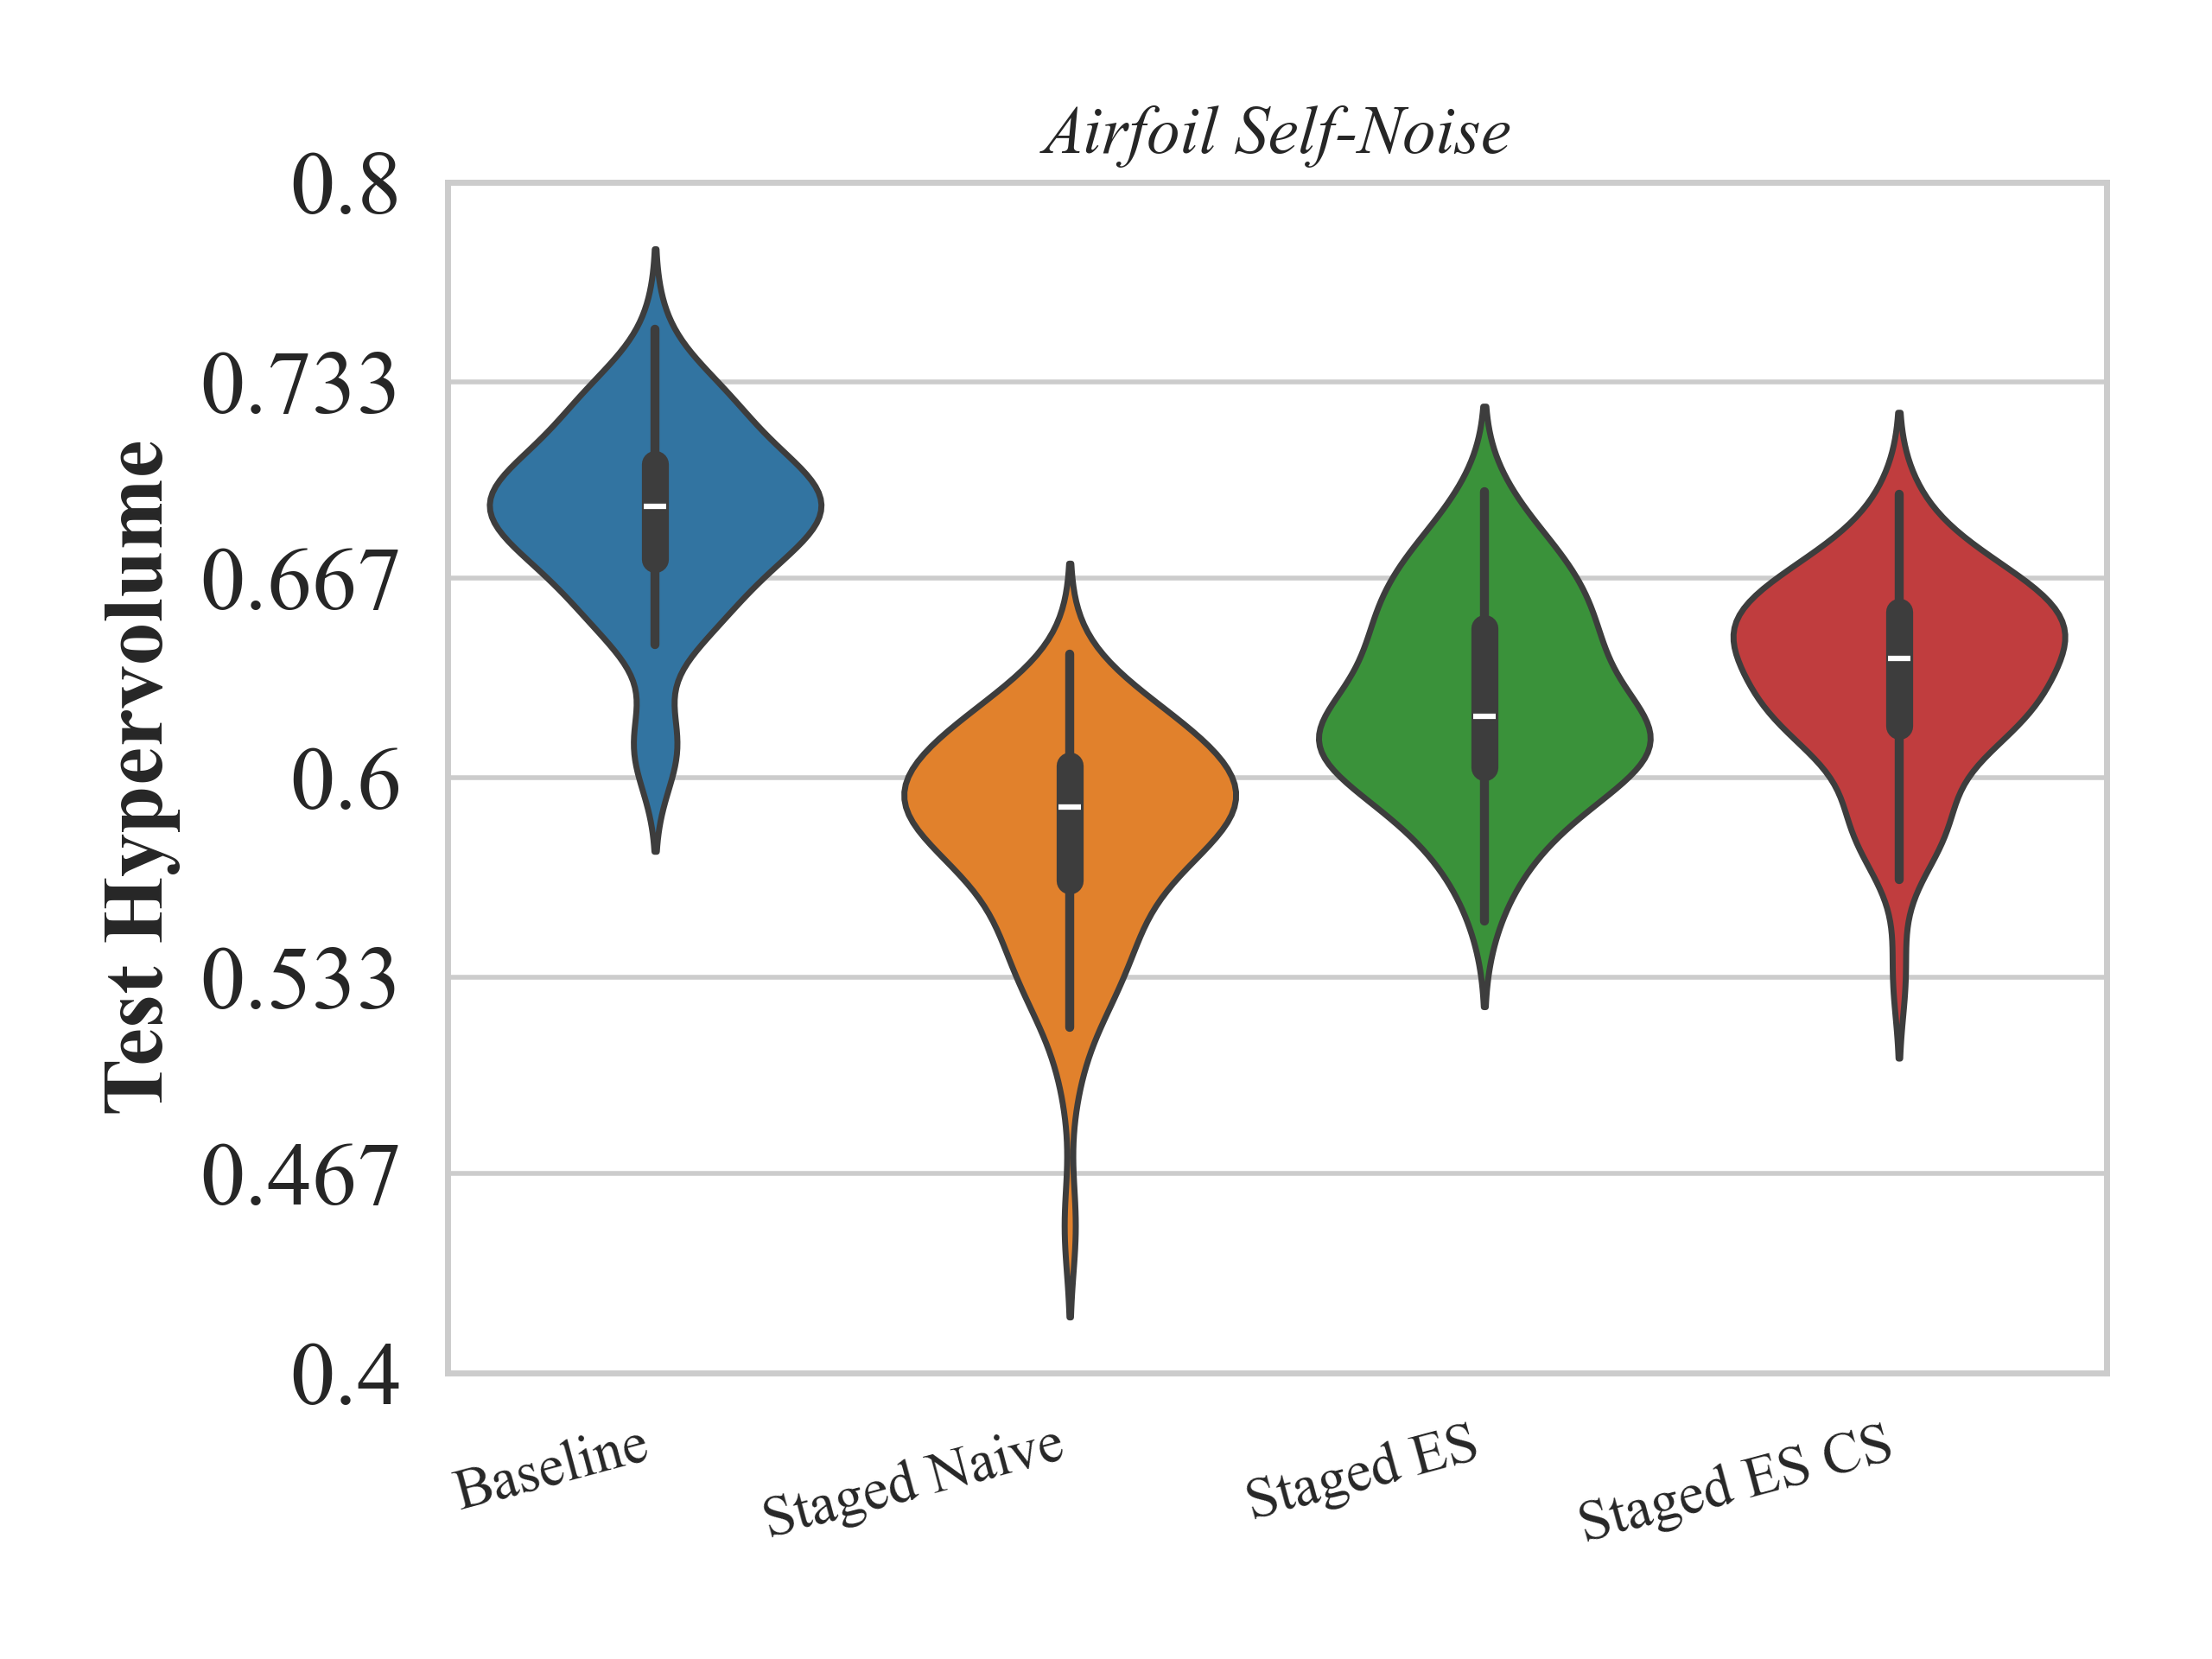 Airfoil Self-Noise
Test Hypervolume
0.8
0.733
0.667
0.6
0.533
0.467
0.4
Baseline
Staged Naive
Staged ES
Staged ES CS